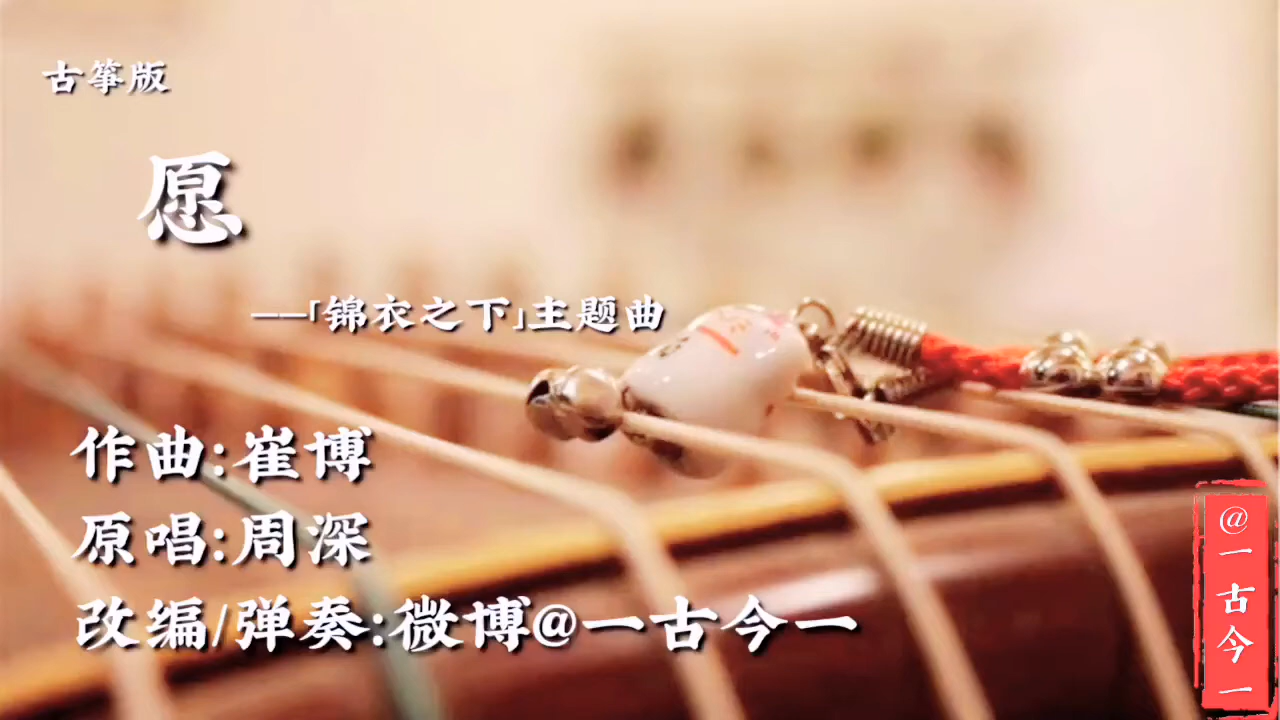 古筝版
愿
——「锦衣之下」主题曲
作曲:崔博
原唱:周深
改编/弹奏:微博@一古今一
@一古今一